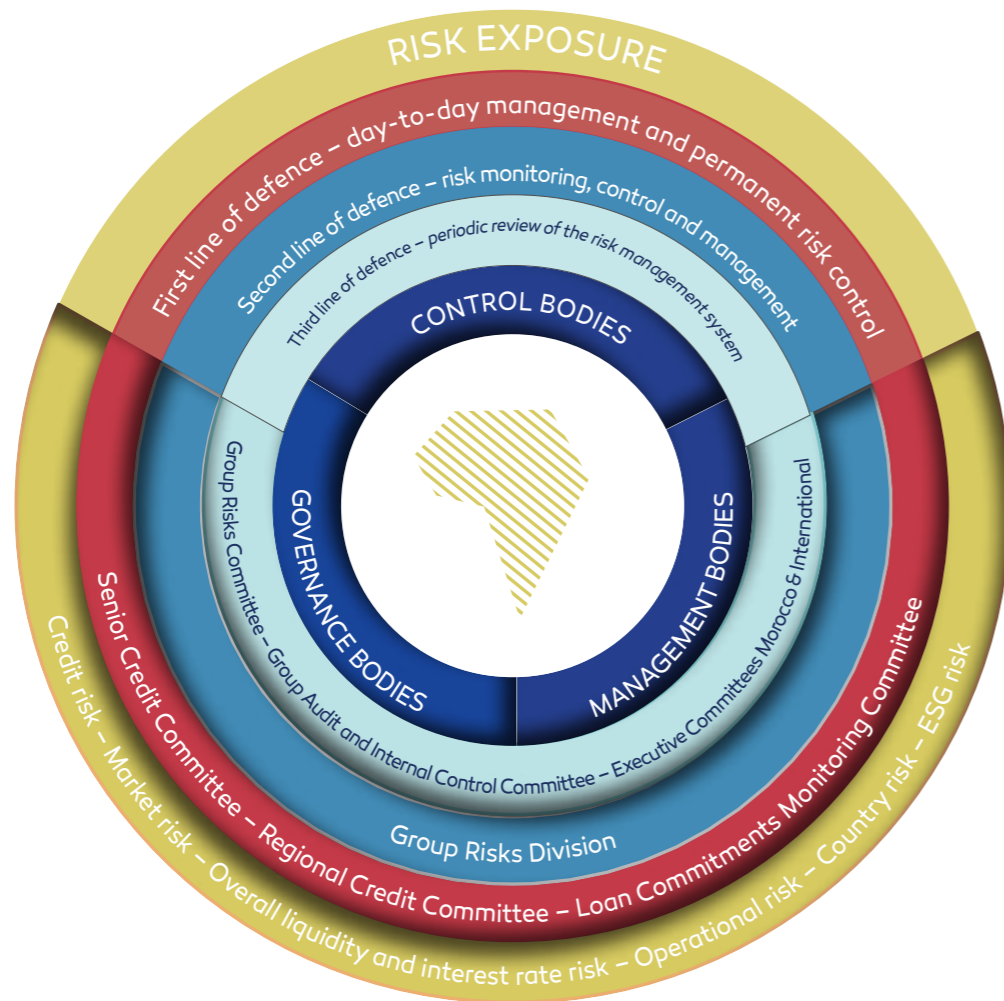 RISK EXPOSURE
First line of defence – day-to-day management and permanent risk control
Second line of defence – risk monitoring, control and management
Third line of defence – periodic review of the risk management system
CONTROL BODIES
GOVERNANCE BODIES
MANAGEMENT BODIES
Group Risks Committee – Group Audit and Internal Control Committee – Executive Committees Morocco & International
Group Risks Division
Senior Credit Committee – Regional Credit Committee – Loan Commitments Monitoring Committee
Credit risk – Market risk – Overall liquidity and interest rate risk – Operational risk – Country risk – ESG risk